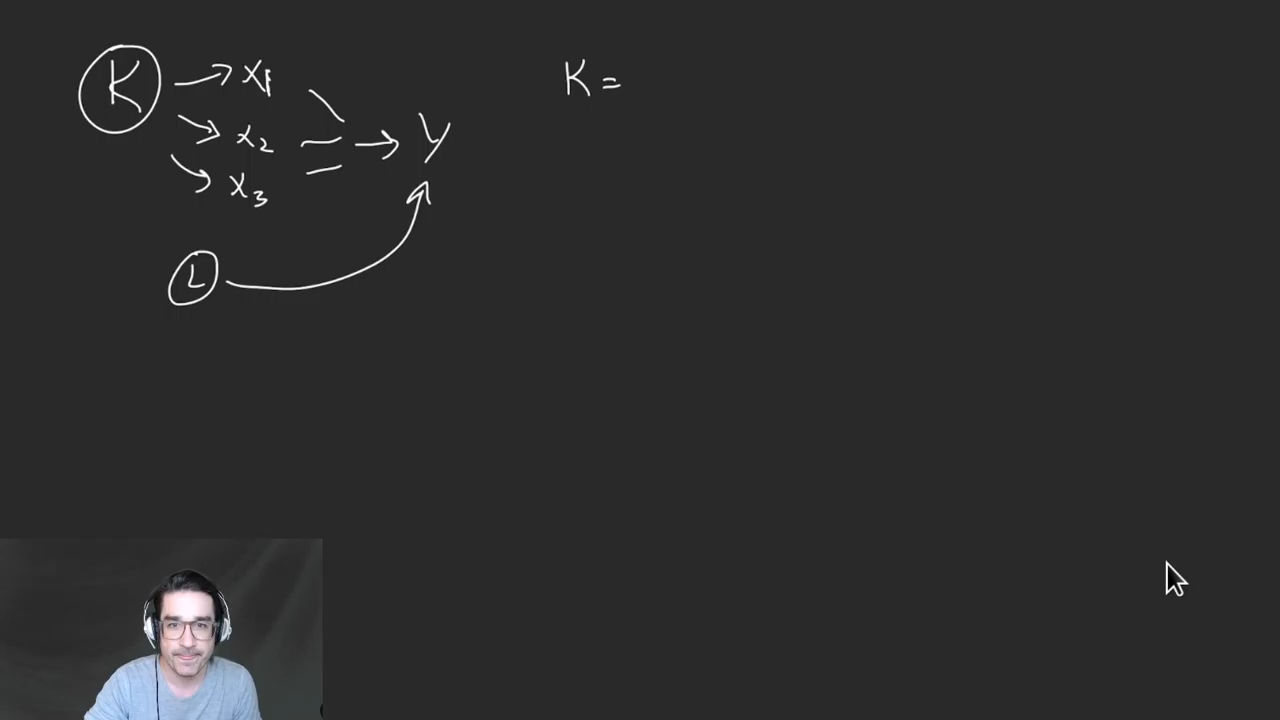 K → X1 K =
→ x2 → y
→ x3
L